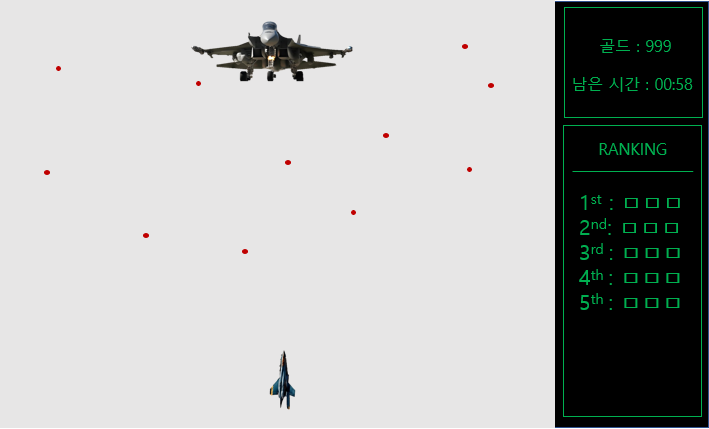 골드 : 999
남은 시간 : 00:58
RANKING
1st : ㅁ ㅁ ㅁ
2nd: ㅁ ㅁ ㅁ
3rd : ㅁ ㅁ ㅁ
4th : ㅁ ㅁ ㅁ
5th : ㅁ ㅁ ㅁ